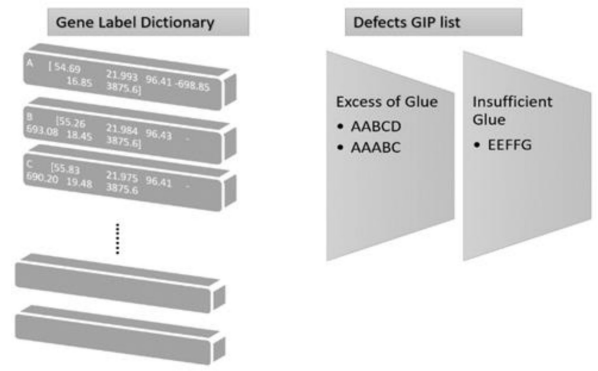 Gene Label Dictionary
A [ 54.69 21.993 96.41 -698.85
16.85 3875.6]
B [55.26 21.984 96.43 -
693.08 18.45 3875.6]
C [55.83 21.975 96.41 -
690.20 19.48 3875.6
Defects GIP list
Excess of Glue
• AABCD
• AAABC
Insufficient
Glue
• EEFFG